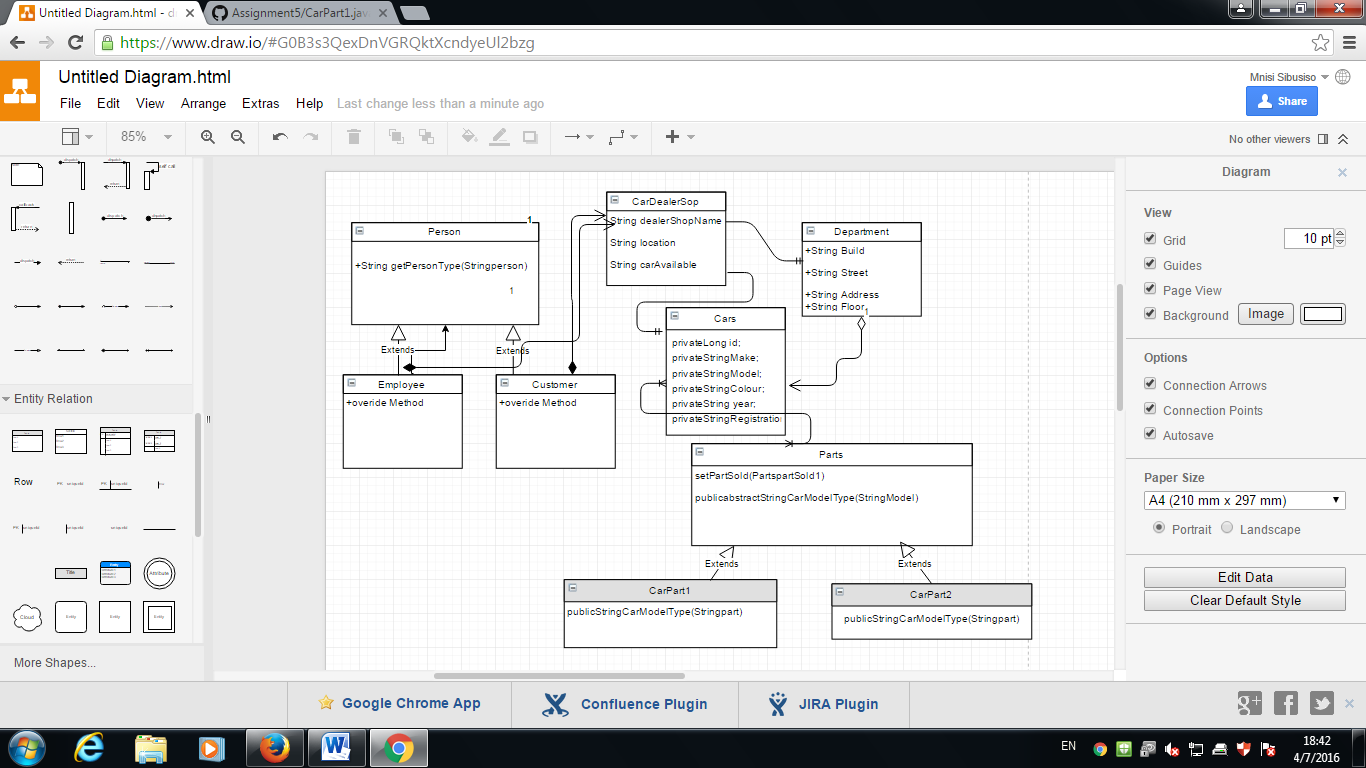 Untitled Diagram.html - d
Assignment5/CarPart1.jav
https://www.draw.io/#G0B3s3QexDnVGRQktXcndyeUl2bzg
Untitled Diagram.html
Mnisi Sibusiso
File Edit View Arrange Extras Help Last change less than a minute ago
Share
85%
No other viewers
Diagram
View
Grid
10 pt
Guides
Page View
Background
Image
Options
Connection Arrows
Connection Points
Autosave
Paper Size
A4 (210 mm x 297 mm)
Portrait
Landscape
Edit Data
Clear Default Style
Entity Relation
Row
Title
Entity
Attribute
Cloud
Entity
Entity
Entity
More Shapes...
CarDealerSop
String dealerShopName
String location
String carAvailable
1
Person
+String getPersonType(Stringperson)
1
Department
+String Build
+String Street
+String Address
+String Floor
1
Cars
privateLong id;
privateStringMake;
privateStringModel;
privateStringColour;
privateString year;
privateStringRegistration
Extends
Extends
Employee
+overide Method
Customer
+overide Method
Parts
setPartSold(PartspartSold1)
publicabstractStringCarModelType(StringModel)
Extends
Extends
CarPart1
publicStringCarModelType(Stringpart)
CarPart2
publicStringCarModelType(Stringpart)
Google Chrome App
Confluence Plugin
JIRA Plugin
EN
18:42
4/7/2016